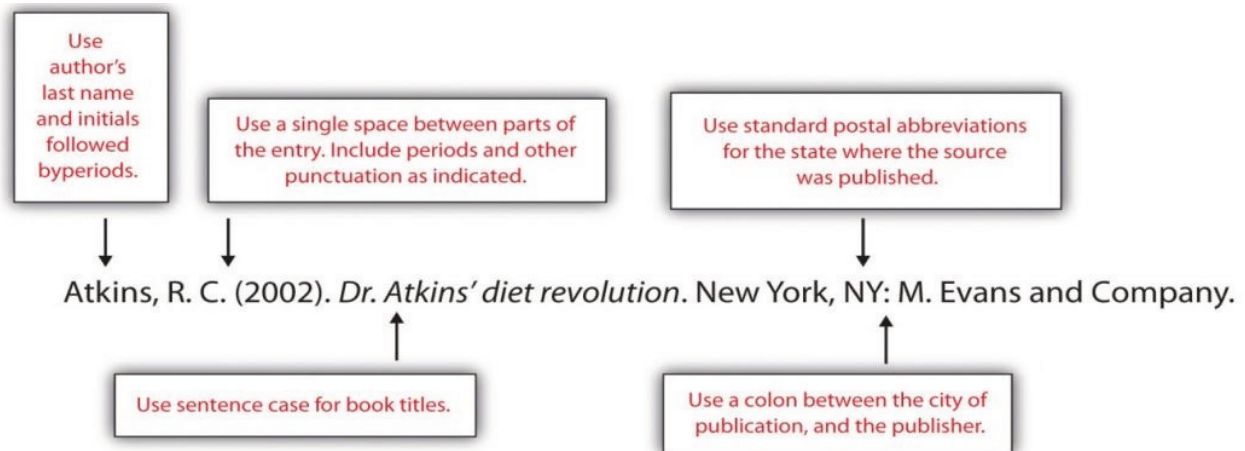 Use
author's
last name
and initials
followed
byperiods.
Use a single space between parts of
the entry. Include periods and other
punctuation as indicated.
Use standard postal abbreviations
for the state where the source
was published.
Atkins, R. C. (2002). Dr. Atkins’ diet revolution. New York, NY: M. Evans and Company.
Use sentence case for book titles.
Use a colon between the city of
publication, and the publisher.